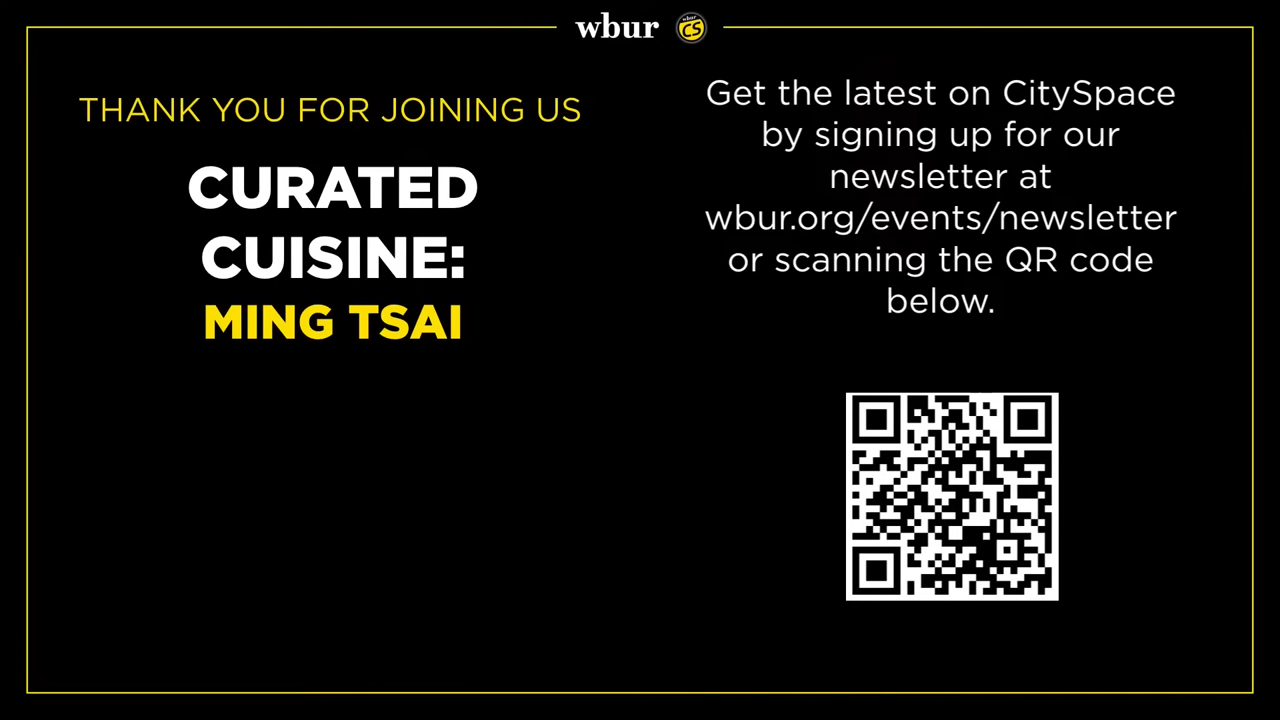 wbur
wbur
CS
THANK YOU FOR JOINING US
CURATED
CUISINE:
MING TSAI
Get the latest on CitySpace
by signing up for our
newsletter at
wbur.org/events/newsletter
or scanning the QR code
below.